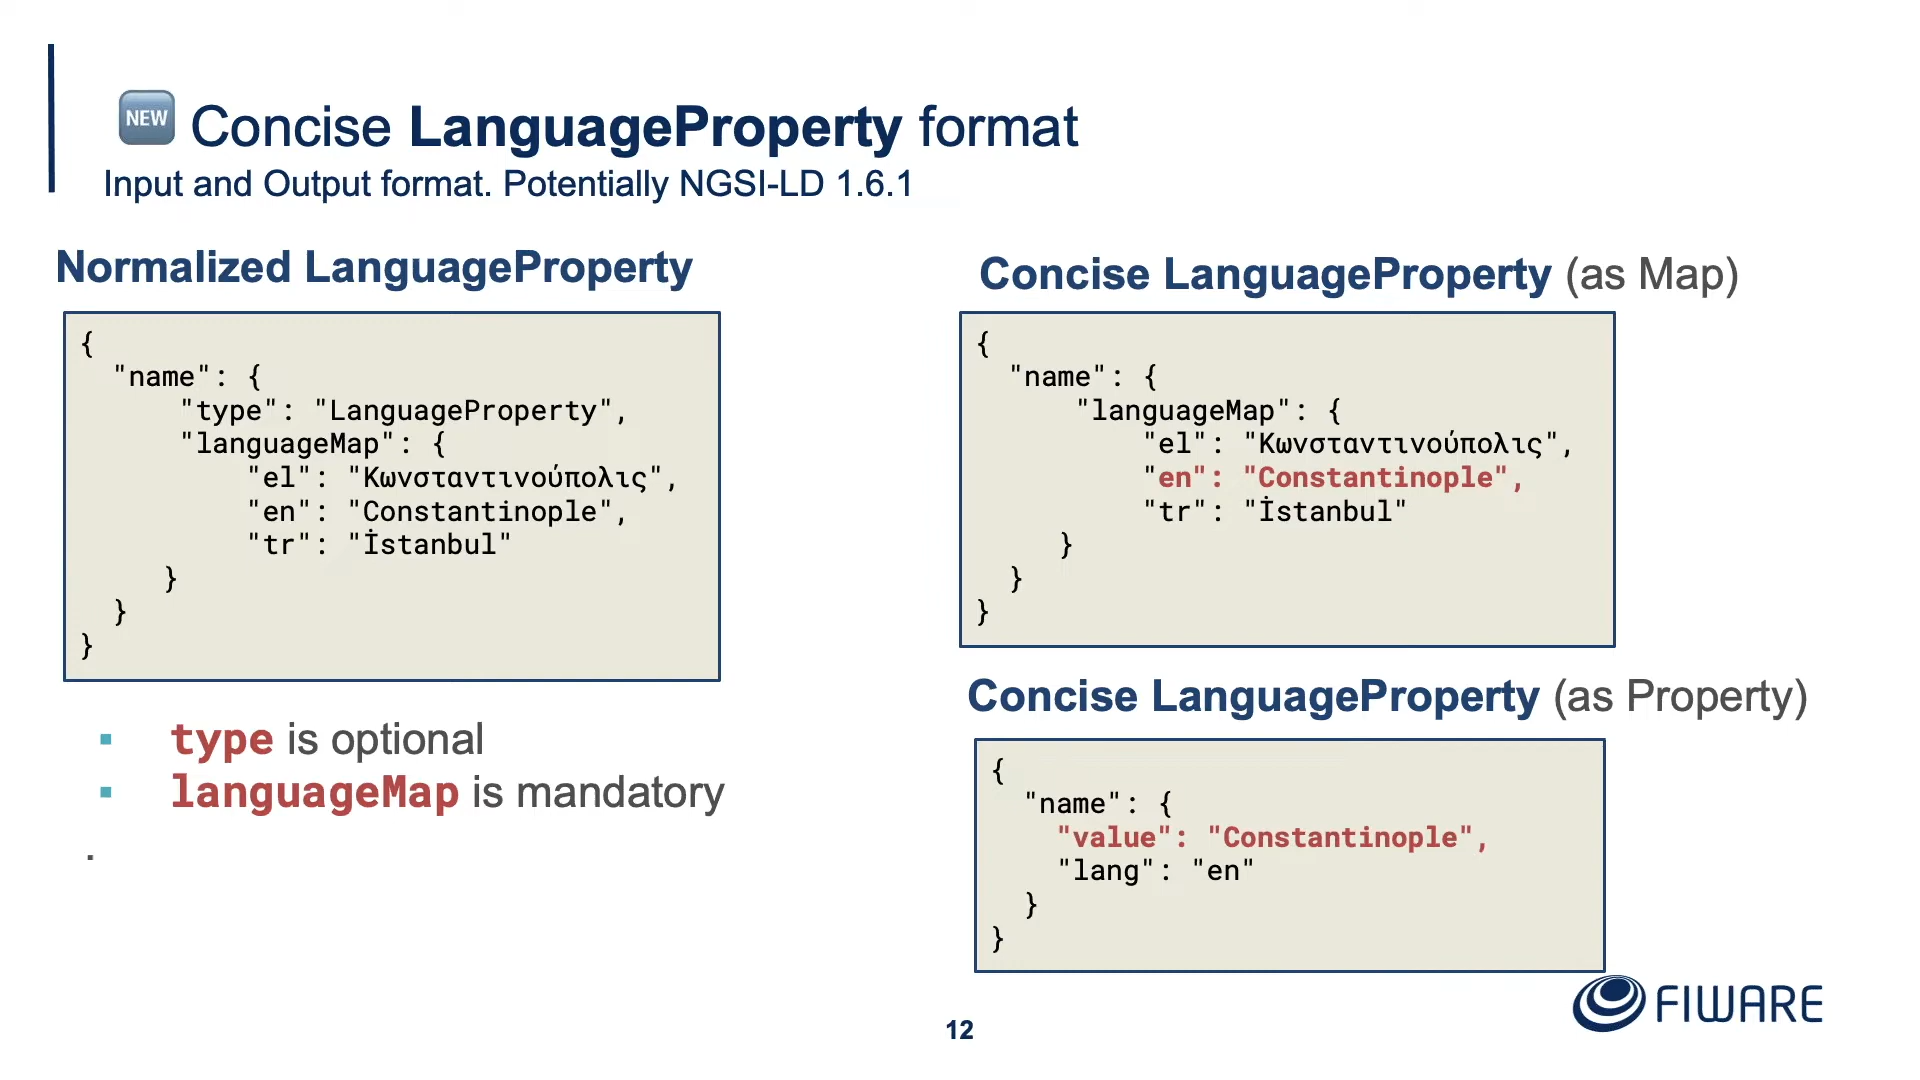 NEW Concise LanguageProperty format
Input and Output format. Potentially NGSI-LD 1.6.1
Normalized LanguageProperty
{
  "name": {
      "type": "LanguageProperty",
      "languageMap": {
          "el": "Κωνσταντινούπολις",
          "en": "Constantinople",
          "tr": "İstanbul"
     }
  }
}
▪ type is optional
▪ languageMap is mandatory
.
Concise LanguageProperty (as Map)
{
  "name": {
      "languageMap": {
          "el": "Κωνσταντινούπολις",
          "en": "Constantinople",
          "tr": "İstanbul"
     }
  }
}
Concise LanguageProperty (as Property)
{
  "name": {
    "value": "Constantinople",
    "lang": "en"
  }
}
FIWARE
12